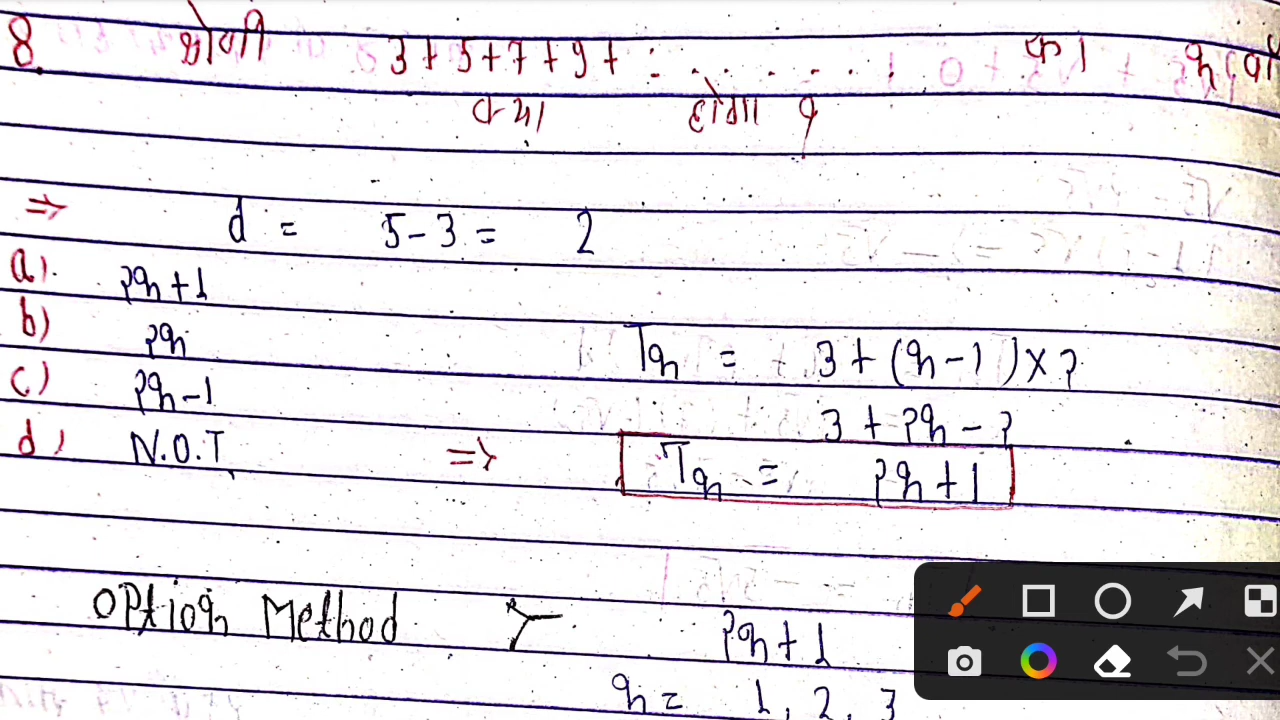 8. श्रेणी 3 + 5 + 7 + 9 + . . . . . . . . का
क्या होगा ?
⇒ d = 5 - 3 = 2
a) 2n + 1
b) 2n
c) 2n - 1
d) N.O.T
Tn = 3 + (n - 1) x 2
3 + 2n - 2
⇒ Tn = 2n + 1
Option Method 2n + 1
n = 1, 2, 3